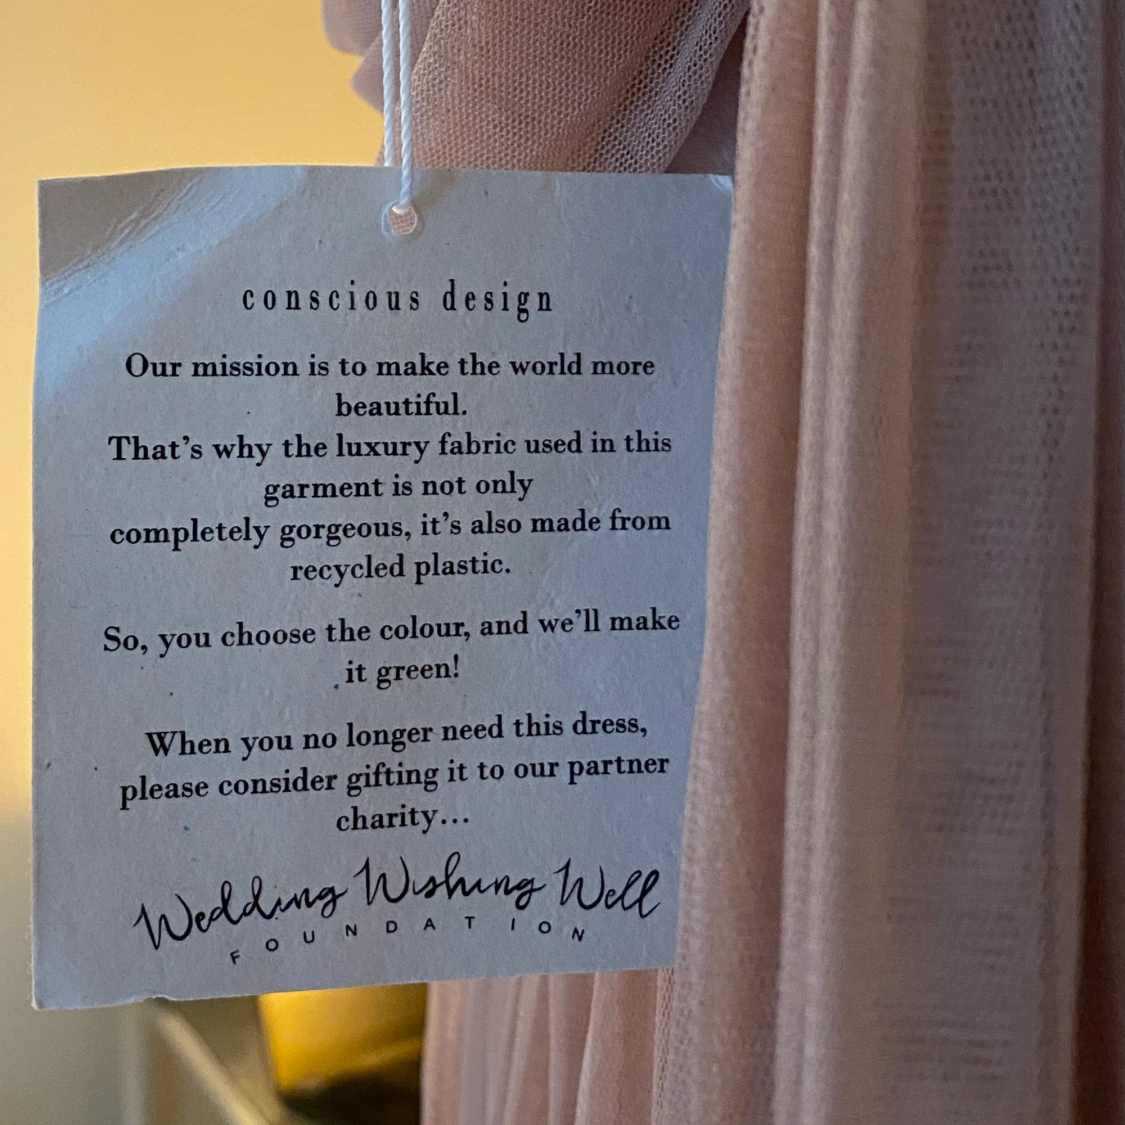 conscious design
Our mission is to make the world more
beautiful.
That's why the luxury fabric used in this
garment is not only
completely gorgeous, it's also made from
recycled plastic.
So, you choose the colour, and we'll make
it green!
When you no longer need this dress,
please consider gifting it to our partner
charity...
Wedding Wishing Well
FOUNDATION